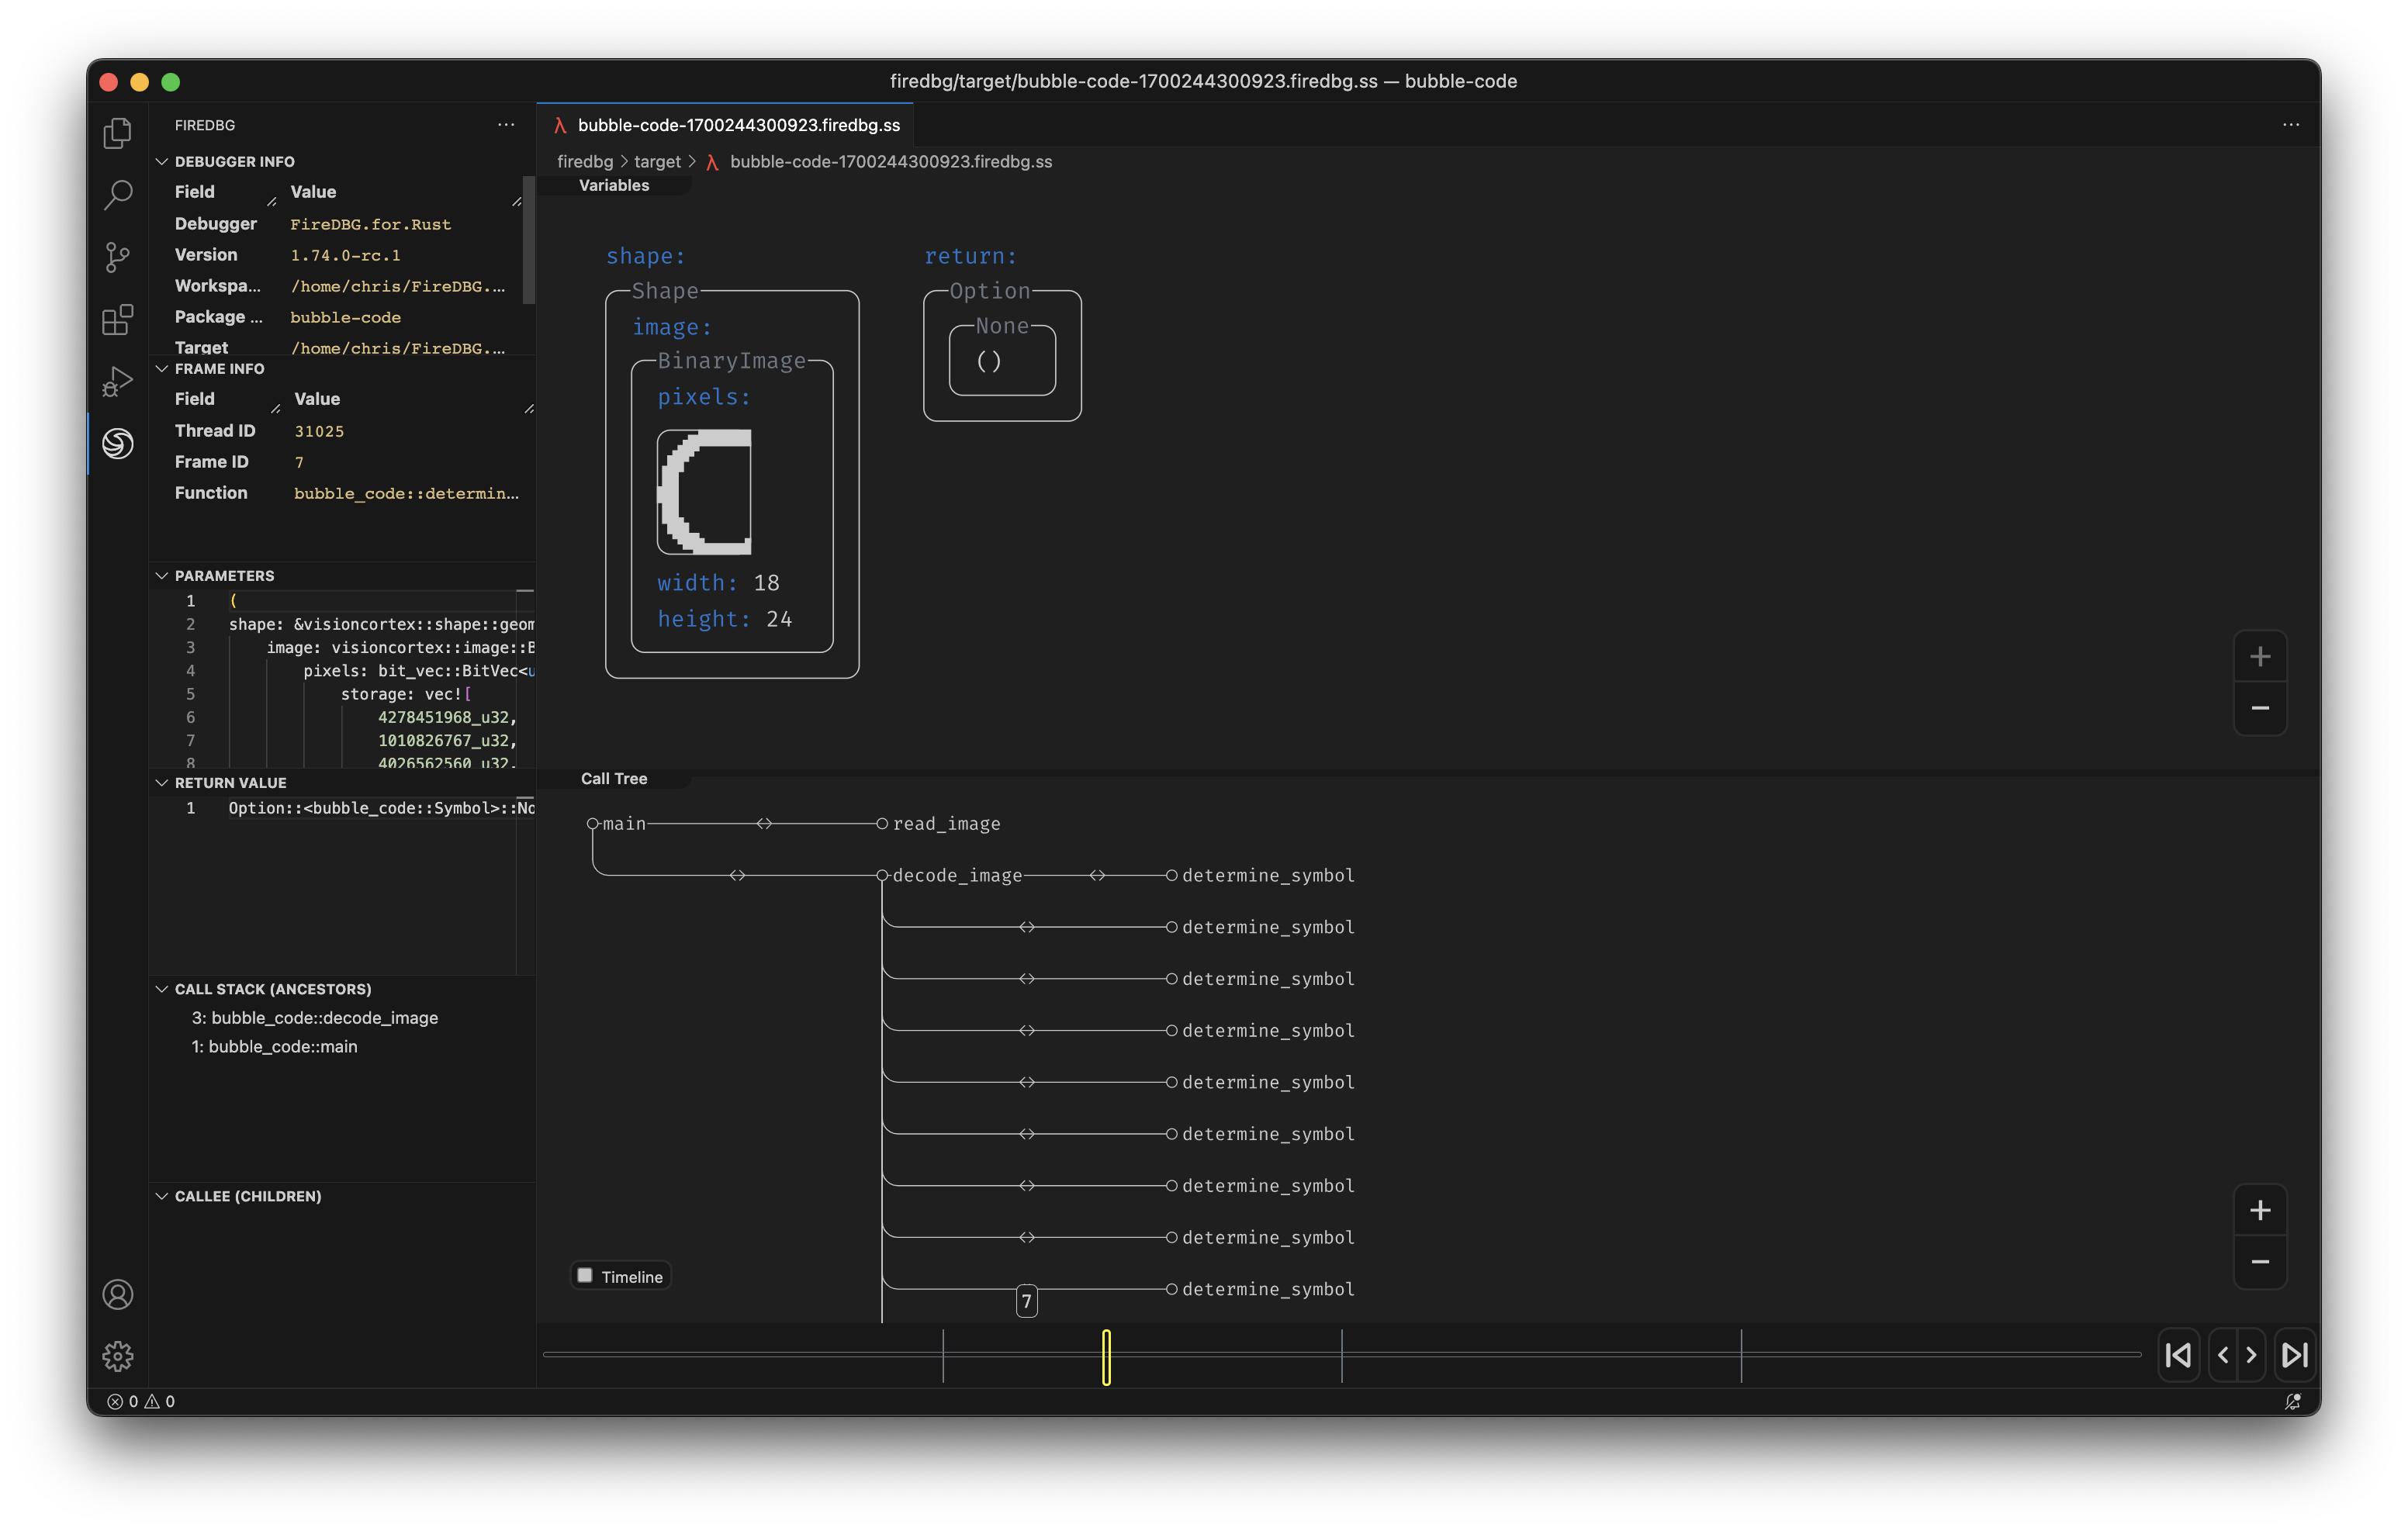 firedbg/target/bubble-code-1700244300923.firedbg.ss — bubble-code
FIREDBG
DEBUGGER INFO
Field Value
Debugger FireDBG.for.Rust
Version 1.74.0-rc.1
Workspa... /home/chris/FireDBG....
Package ... bubble-code
Target /home/chris/FireDBG....
FRAME INFO
Field Value
Thread ID 31025
Frame ID 7
Function bubble_code::determin...
PARAMETERS
1 (
2 shape: &visioncortex::shape::geom
3 image: visioncortex::image::B
4 pixels: bit_vec::BitVec<u
5 storage: vec![
6 4278451968_u32,
7 1010826767_u32,
8 4026562560_u32,
RETURN VALUE
1 Option::<bubble_code::Symbol>::No
CALL STACK (ANCESTORS)
3: bubble_code::decode_image
1: bubble_code::main
CALLEE (CHILDREN)
λ bubble-code-1700244300923.firedbg.ss
firedbg > target > λ bubble-code-1700244300923.firedbg.ss
Variables
shape:
Shape
image:
BinaryImage
pixels:
width: 18
height: 24
return:
Option
None
()
+
−
Call Tree
main <> read_image
<> decode_image <> determine_symbol
<> determine_symbol
<> determine_symbol
<> determine_symbol
<> determine_symbol
<> determine_symbol
<> determine_symbol
<> determine_symbol
determine_symbol
+
−
Timeline
7
0 0